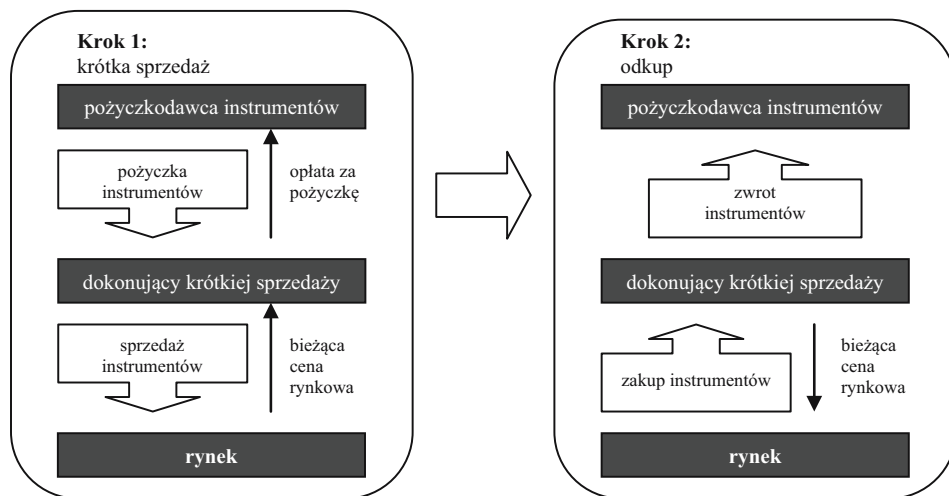 Krok 1:
krótka sprzedaż
pożyczkodawca instrumentów
pożyczka
instrumentów
opłata za
pożyczkę
dokonujący krótkiej sprzedaży
sprzedaż
instrumentów
bieżąca
cena
rynkowa
rynek
Krok 2:
odkup
pożyczkodawca instrumentów
zwrot
instrumentów
dokonujący krótkiej sprzedaży
zakup instrumentów
bieżąca
cena
rynkowa
rynek